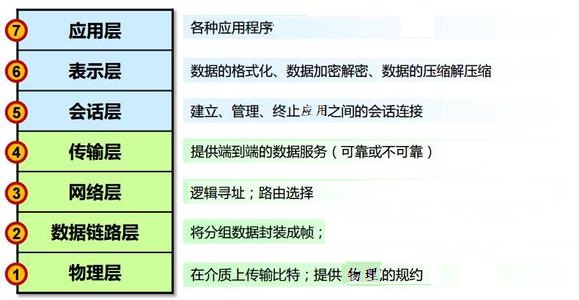 7 应用层 各种应用程序
6 表示层 数据的格式化、数据加密解密、数据的压缩解压缩
5 会话层 建立、管理、终止应用之间的会话连接
4 传输层 提供端到端的数据服务（可靠或不可靠）
3 网络层 逻辑寻址；路由选择
2 数据链路层 将分组数据封装成帧；
1 物理层 在介质上传输比特；提供物理的规约